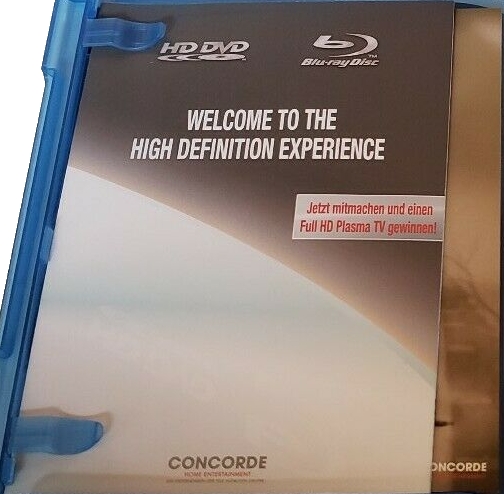 HD DVD
Blu-ray Disc
TM
WELCOME TO THE
HIGH DEFINITION EXPERIENCE
Jetzt mitmachen und einen
Full HD Plasma TV gewinnen!
CONCORDE
HOME ENTERTAINMENT
CONCORDE